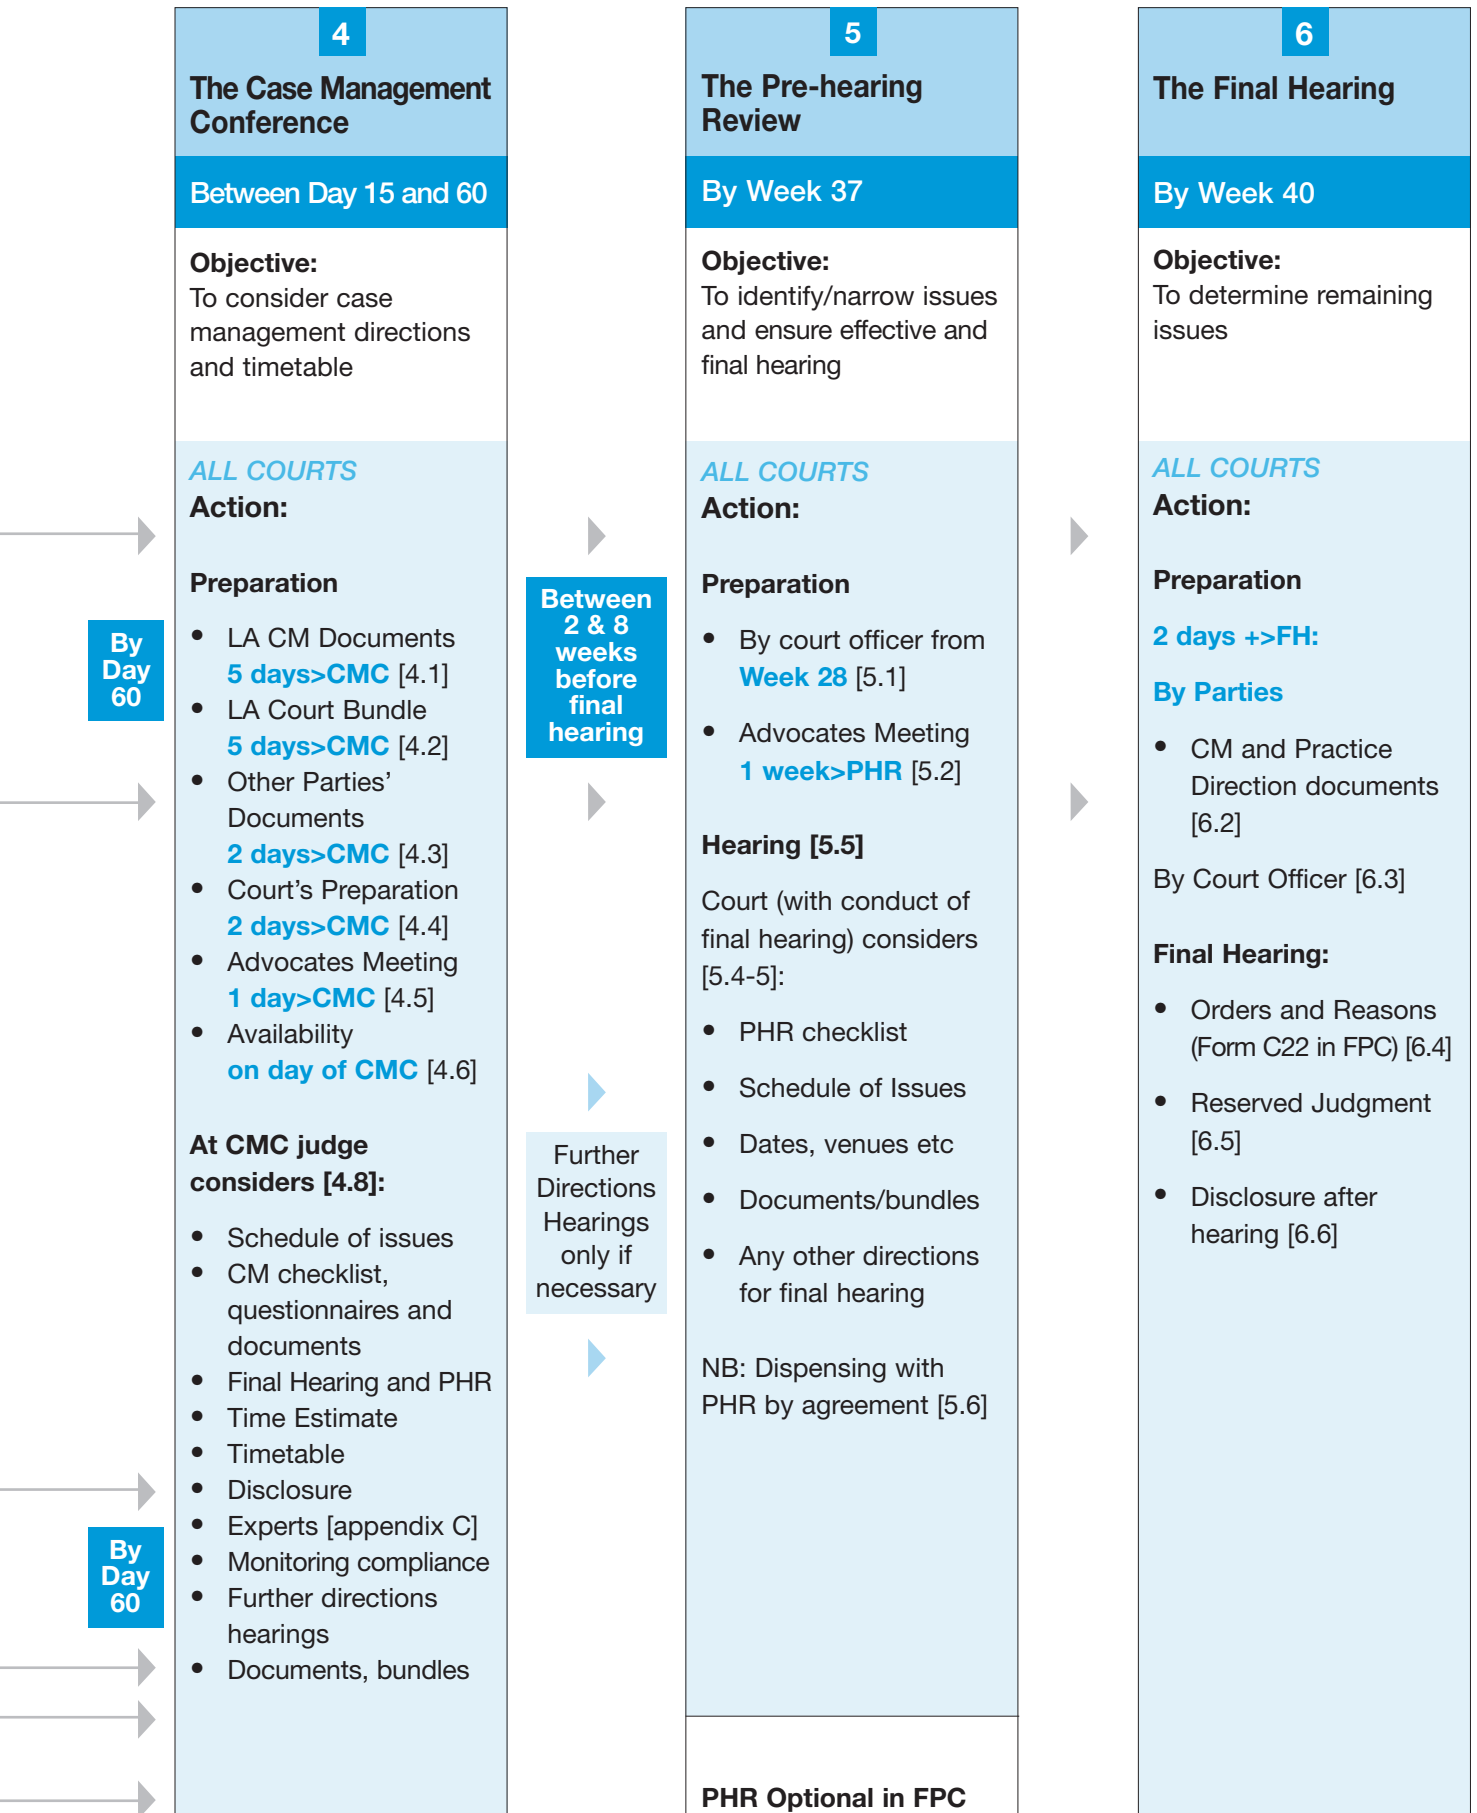 4
The Case Management
Conference
Between Day 15 and 60
Objective:
To consider case
management directions
and timetable
ALL COURTS
Action:
Preparation
By
Day
60
• LA CM Documents
5 days>CMC [4.1]
• LA Court Bundle
5 days>CMC [4.2]
• Other Parties’
Documents
2 days>CMC [4.3]
• Court’s Preparation
2 days>CMC [4.4]
• Advocates Meeting
1 day>CMC [4.5]
• Availability
on day of CMC [4.6]
At CMC judge
considers [4.8]:
• Schedule of issues
• CM checklist,
questionnaires and
documents
• Final Hearing and PHR
• Time Estimate
• Timetable
• Disclosure
• Experts [appendix C]
• Monitoring compliance
• Further directions
hearings
• Documents, bundles
By
Day
60
Between
2 & 8
weeks
before
final
hearing
Further
Directions
Hearings
only if
necessary
5
The Pre-hearing
Review
By Week 37
Objective:
To identify/narrow issues
and ensure effective and
final hearing
ALL COURTS
Action:
Preparation
• By court officer from
Week 28 [5.1]
• Advocates Meeting
1 week>PHR [5.2]
Hearing [5.5]
Court (with conduct of
final hearing) considers
[5.4-5]:
• PHR checklist
• Schedule of Issues
• Dates, venues etc
• Documents/bundles
• Any other directions
for final hearing
NB: Dispensing with
PHR by agreement [5.6]
PHR Optional in FPC
6
The Final Hearing
By Week 40
Objective:
To determine remaining
issues
ALL COURTS
Action:
Preparation
2 days +>FH:
By Parties
• CM and Practice
Direction documents
[6.2]
By Court Officer [6.3]
Final Hearing:
• Orders and Reasons
(Form C22 in FPC) [6.4]
• Reserved Judgment
[6.5]
• Disclosure after
hearing [6.6]